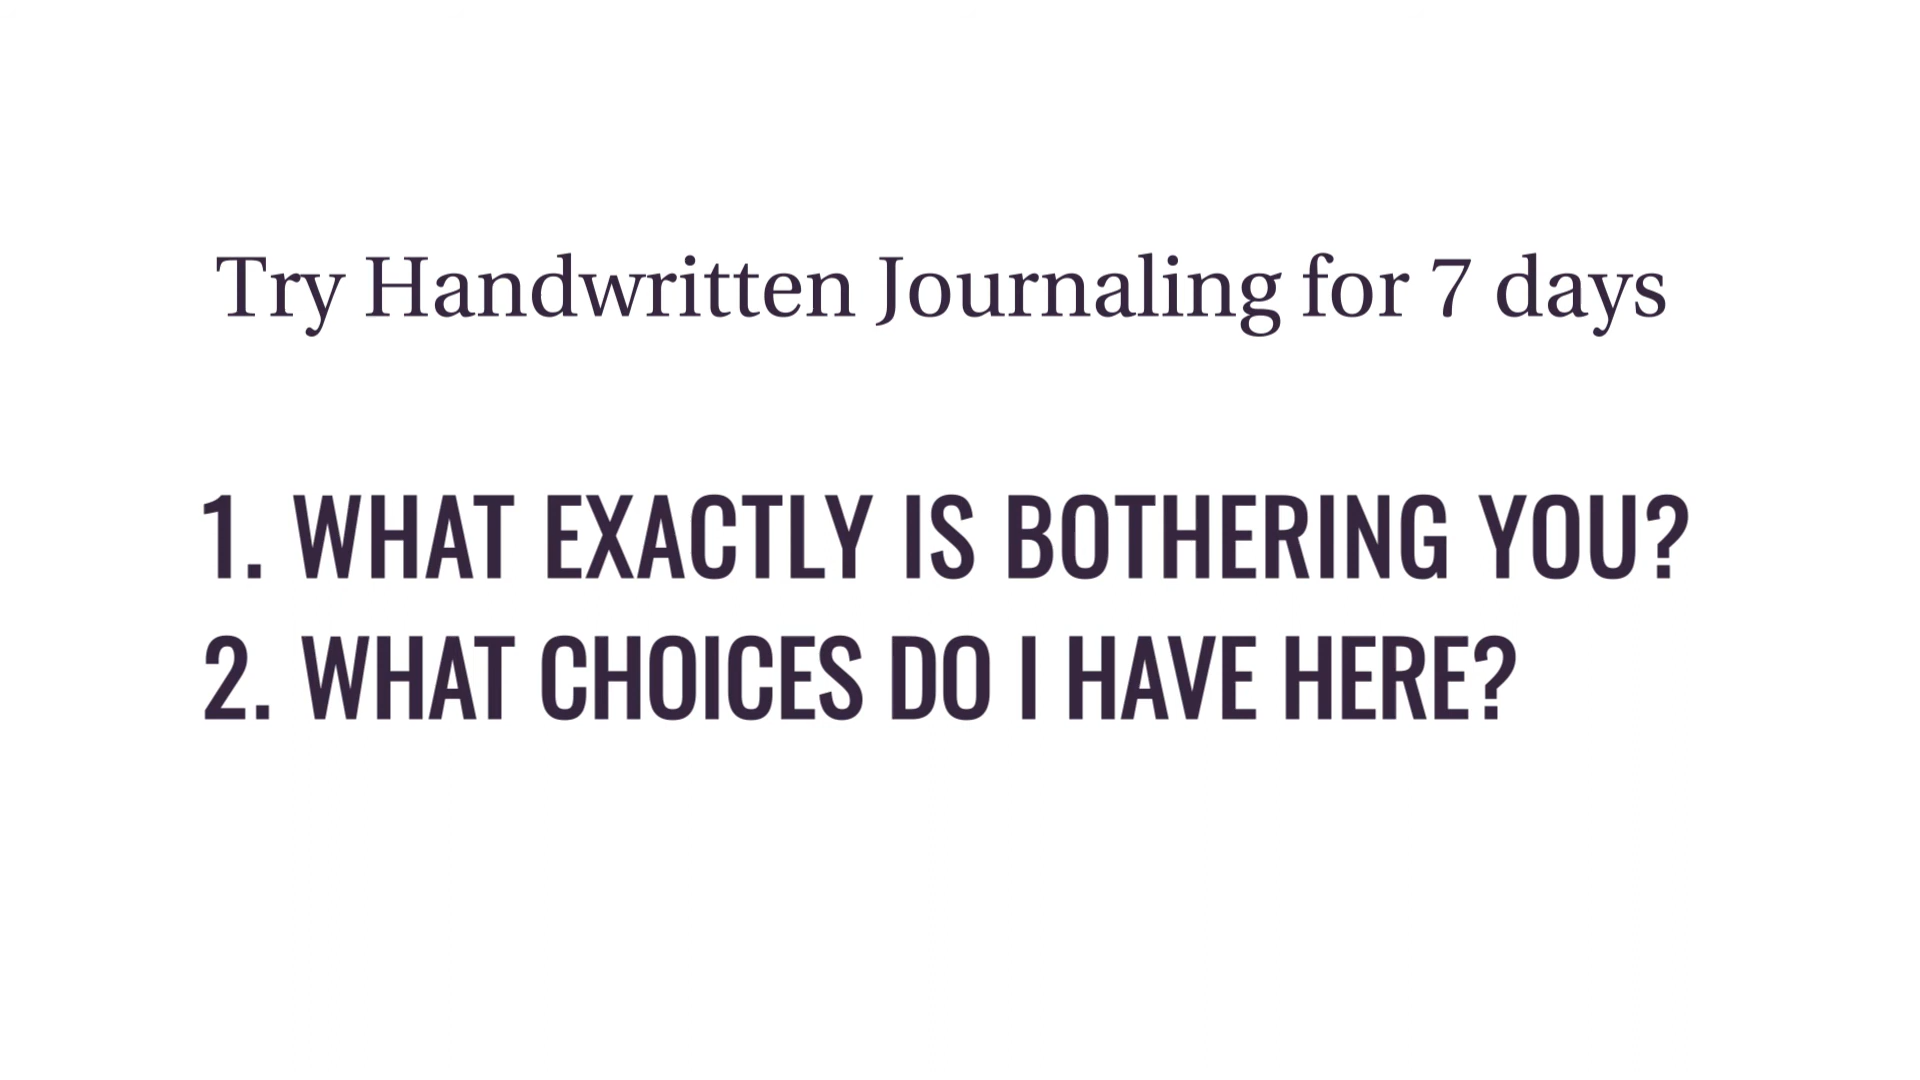 Try Handwritten Journaling for 7 days
1. WHAT EXACTLY IS BOTHERING YOU?
2. WHAT CHOICES DO I HAVE HERE?